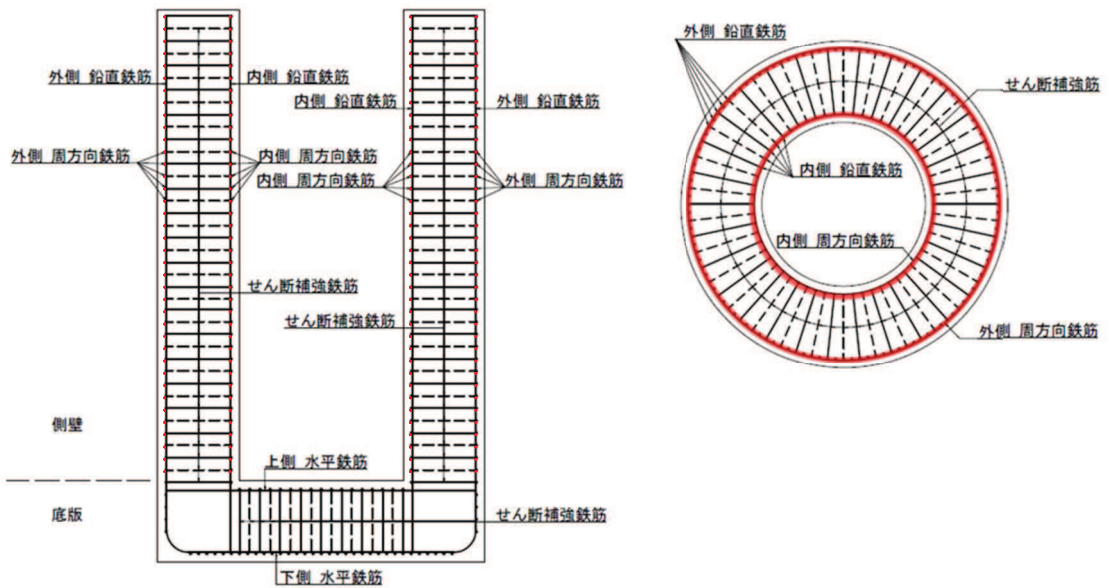 外側 鉛直鉄筋
内側 鉛直鉄筋
内側 鉛直鉄筋
外側 鉛直鉄筋
外側 周方向鉄筋
内側 周方向鉄筋
内側 周方向鉄筋
外側 周方向鉄筋
せん断補強鉄筋
せん断補強鉄筋
側壁
上側 水平鉄筋
底版
せん断補強鉄筋
下側 水平鉄筋
外側 鉛直鉄筋
せん断補強筋
内側 鉛直鉄筋
内側 周方向鉄筋
外側 周方向鉄筋